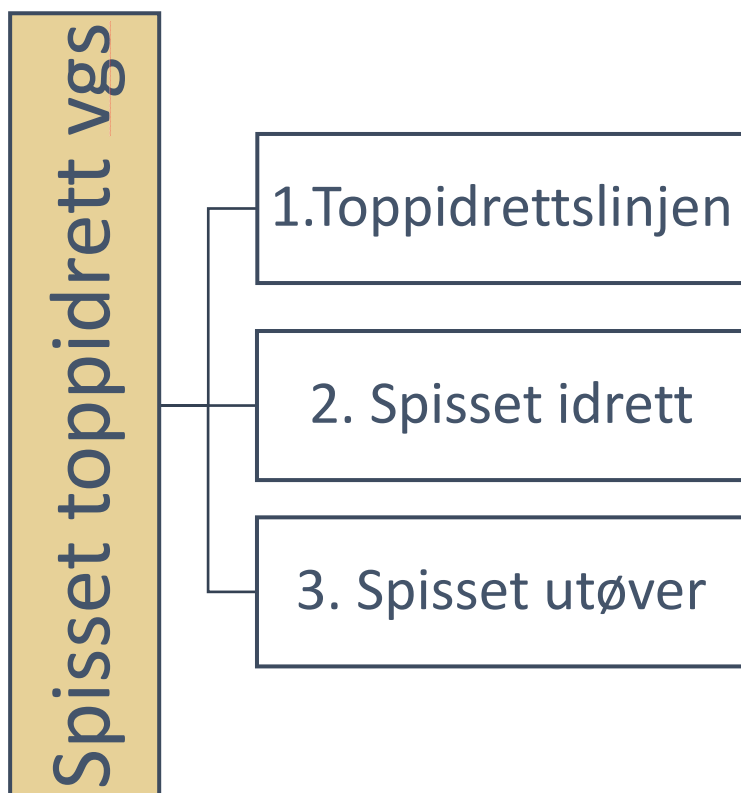 Spisset toppidrett vgs
1.Toppidrettslinjen
2. Spisset idrett
3. Spisset utøver